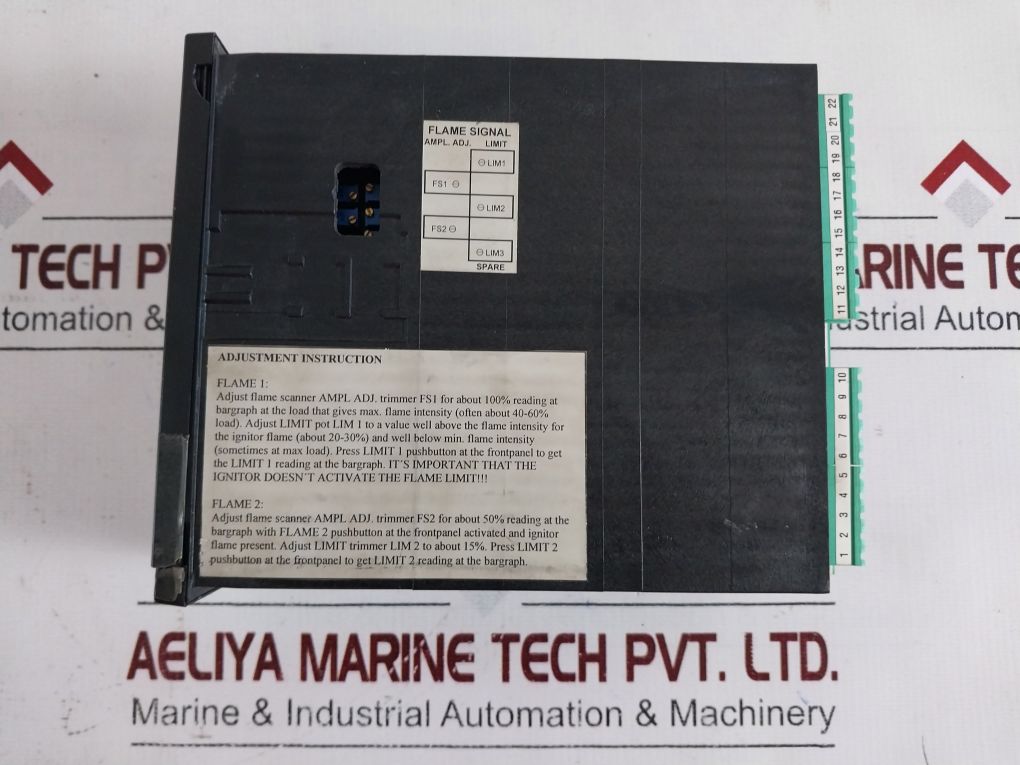 FLAME SIGNAL
AMPL. ADJ. LIMIT
LIM1
FS1
LIM2
FS2
LIM3
SPARE
22
21
20
19
18
17
16
15
14
13
12
11
10
9
8
7
6
5
4
3
2
1
ADJUSTMENT INSTRUCTION
FLAME 1:
Adjust flame scanner AMPL ADJ. trimmer FS1 for about 100% reading at
bargraph at the load that gives max. flame intensity (often about 40-60%
load). Adjust LIMIT pot LIM 1 to a value well above the flame intensity for
the ignitor flame (about 20-30%) and well below min. flame intensity
(sometimes at max load). Press LIMIT 1 pushbutton at the frontpanel to get
the LIMIT 1 reading at the bargraph. IT´S IMPORTANT THAT THE
IGNITOR DOESN´T ACTIVATE THE FLAME LIMIT!!!
FLAME 2:
Adjust flame scanner AMPL ADJ. trimmer FS2 for about 50% reading at the
bargraph with FLAME 2 pushbutton at the frontpanel activated and ignitor
flame present. Adjust LIMIT trimmer LIM 2 to about 15%. Press LIMIT 2
pushbutton at the frontpanel to get LIMIT 2 reading at the bargraph.
TECH PV
tomation &
ARINE TE
ustrial Autom
AELIYA MARINE TECH PVT. LTD.
Marine & Industrial Automation & Machinery